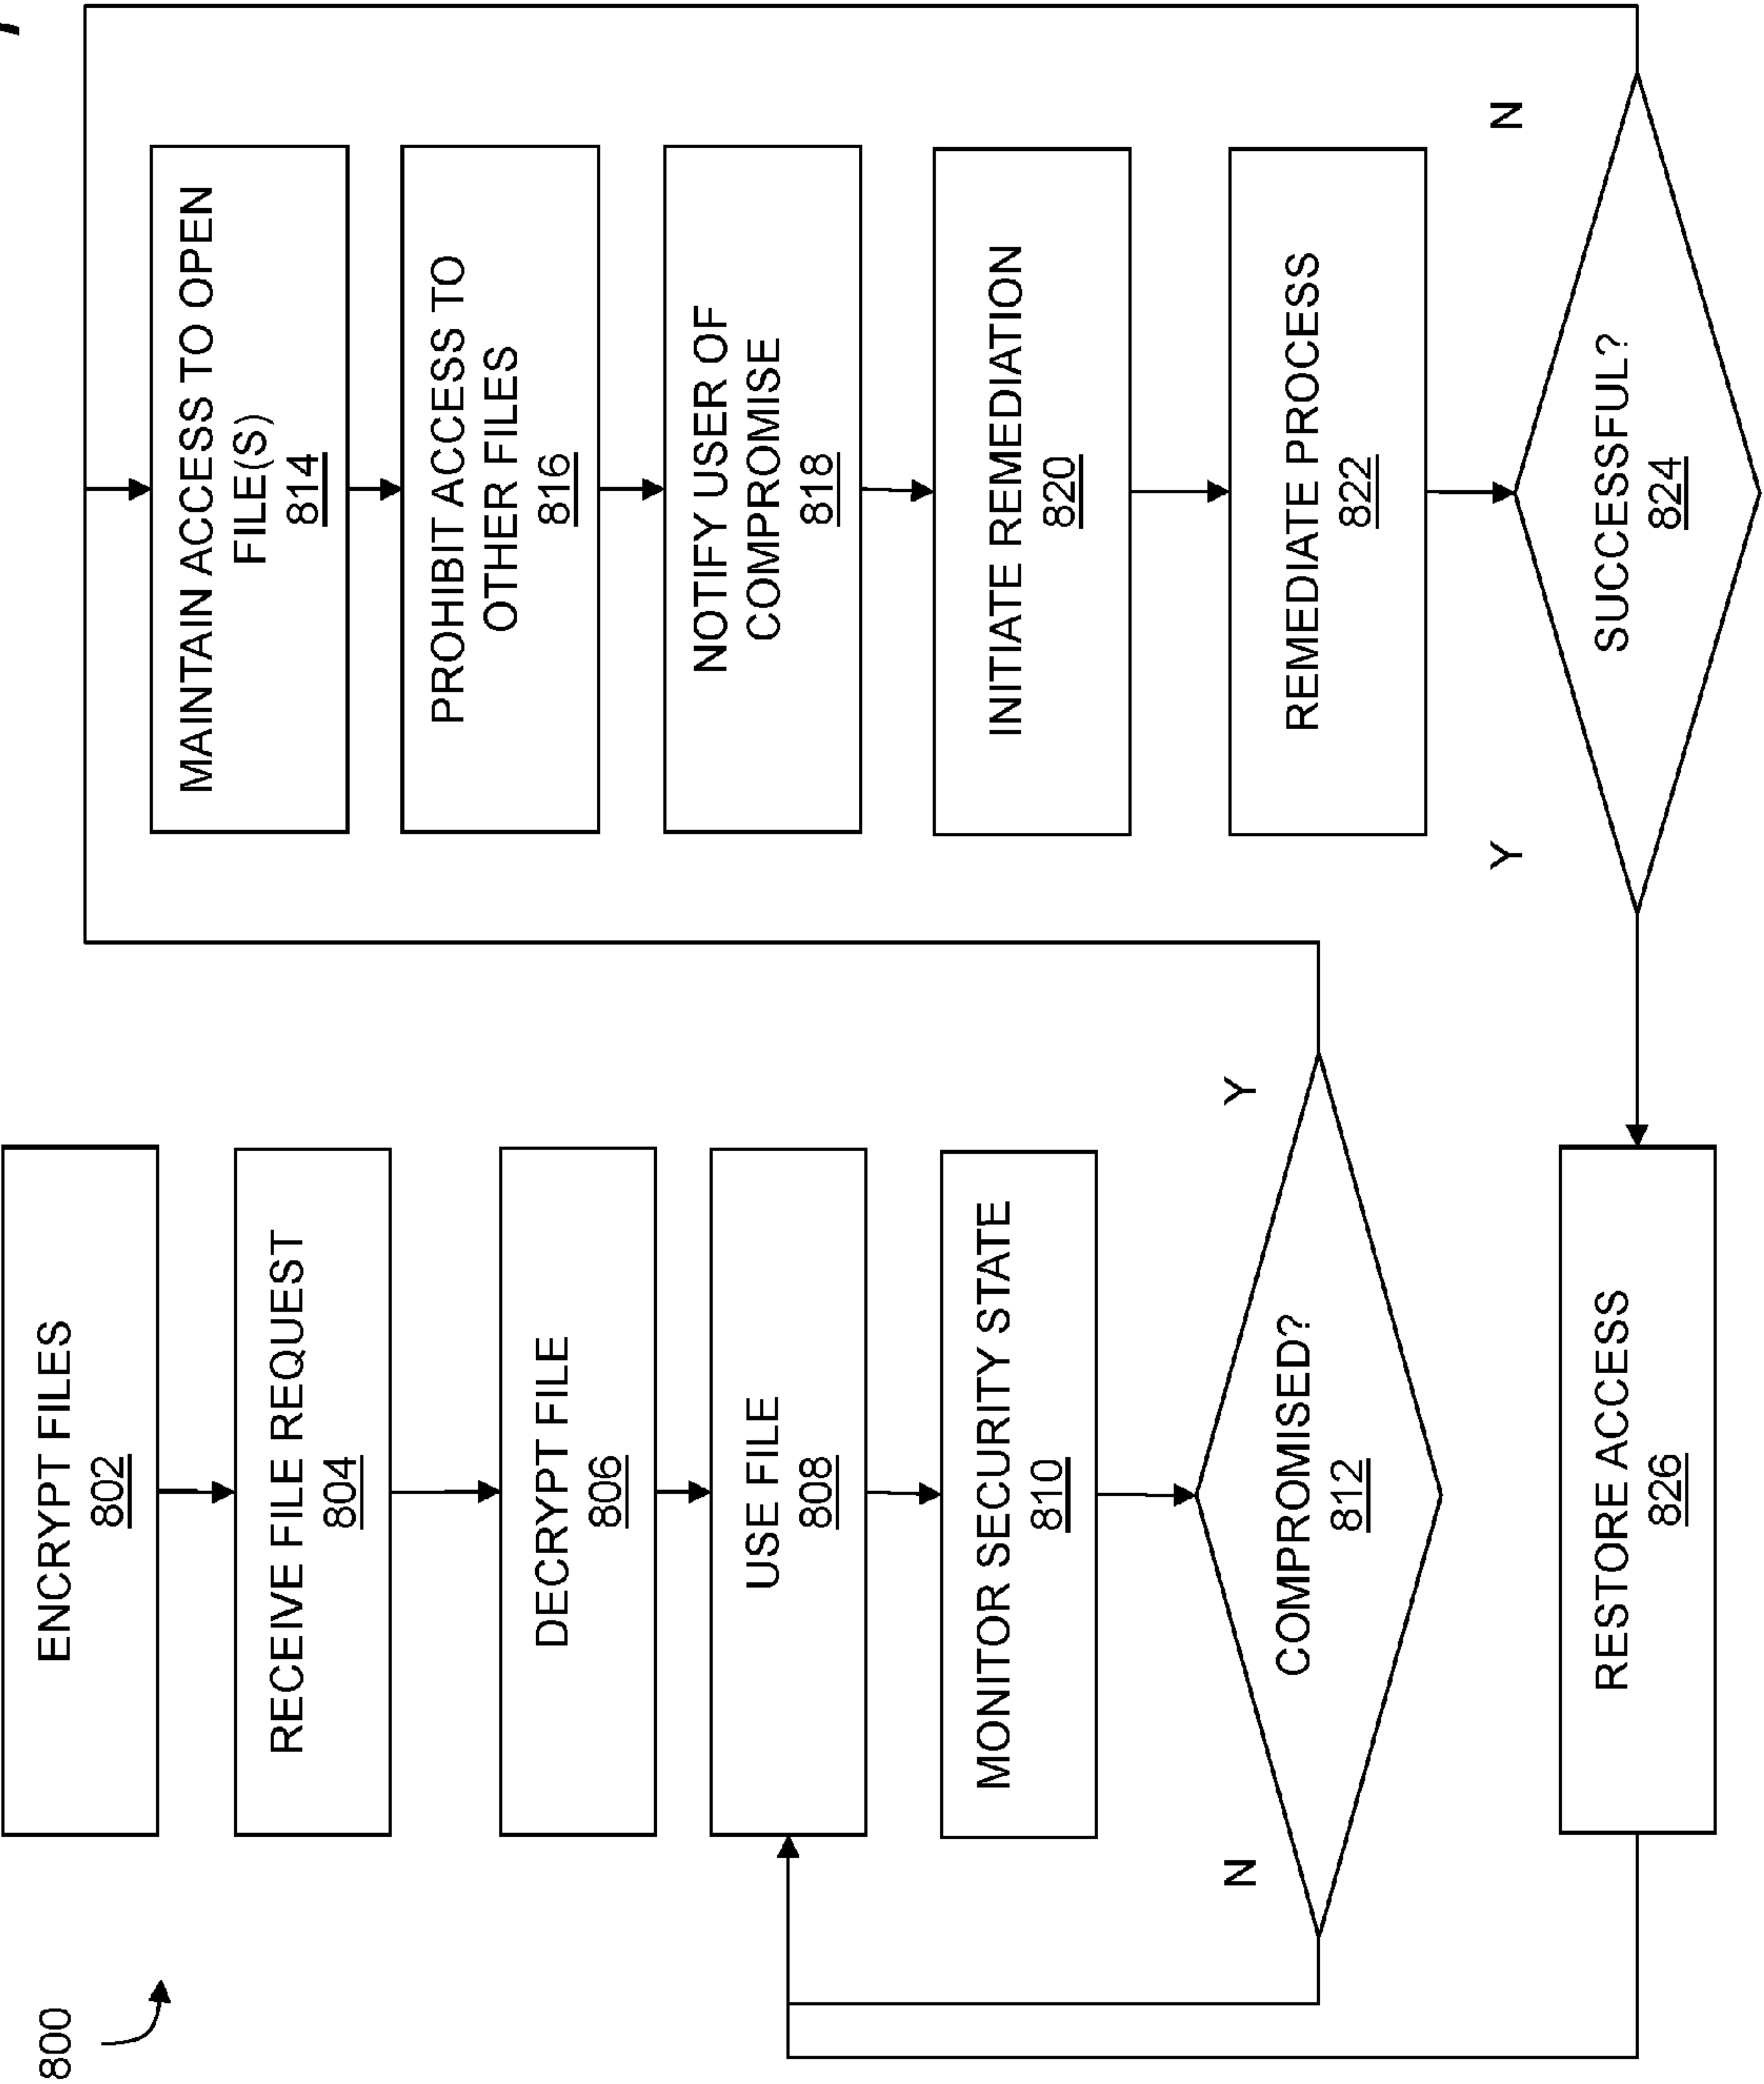 800
ENCRYPT FILES
802
RECEIVE FILE REQUEST
804
DECRYPT FILE
806
USE FILE
808
MONITOR SECURITY STATE
810
COMPROMISED?
812
N
Y
MAINTAIN ACCESS TO OPEN
FILE(S)
814
PROHIBIT ACCESS TO
OTHER FILES
816
NOTIFY USER OF
COMPROMISE
818
INITIATE REMEDIATION
820
REMEDIATE PROCESS
822
SUCCESSFUL?
824
Y
N
RESTORE ACCESS
826